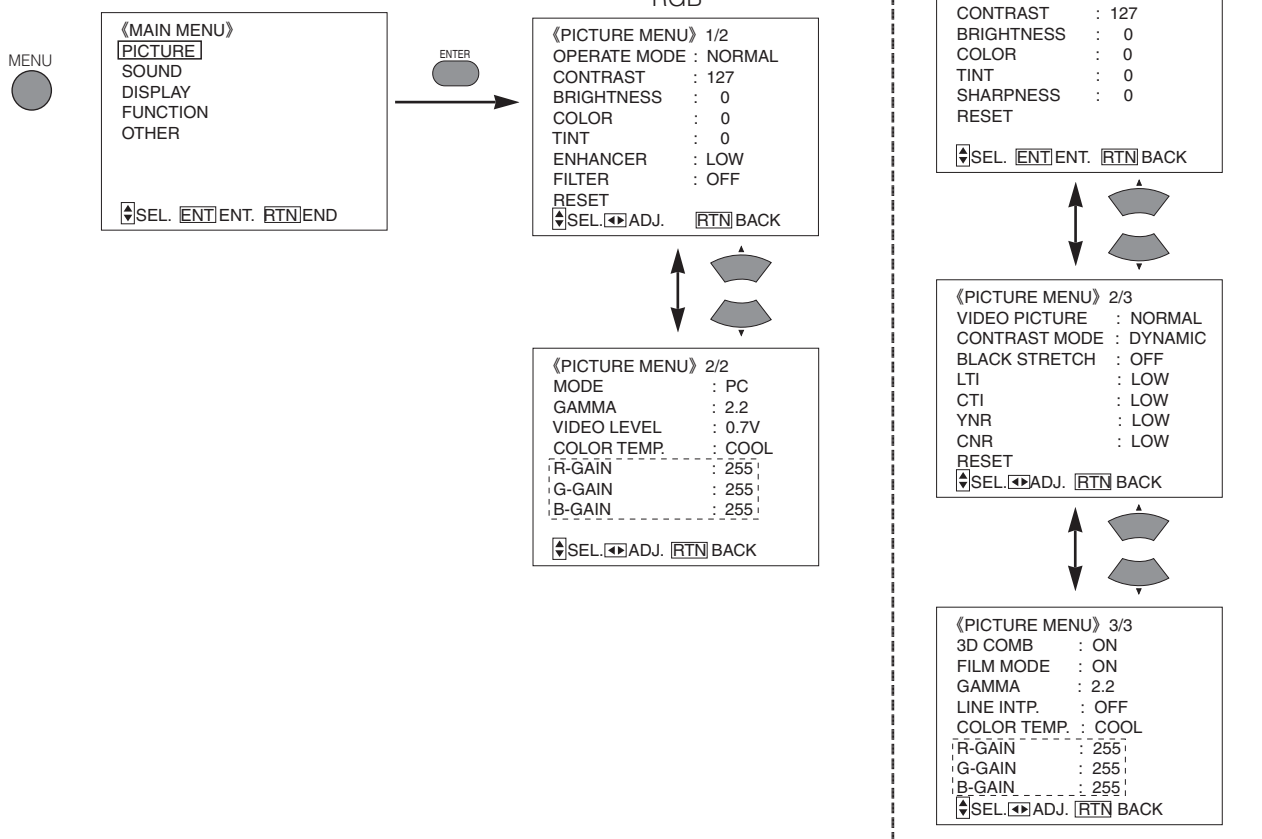 MENU
《MAIN MENU》
PICTURE
SOUND
DISPLAY
FUNCTION
OTHER
SEL. ENT ENT. RTN END
ENTER
RGB
《PICTURE MENU》 1/2
OPERATE MODE : NORMAL
CONTRAST : 127
BRIGHTNESS : 0
COLOR : 0
TINT : 0
ENHANCER : LOW
FILTER : OFF
RESET
SEL. ADJ. RTN BACK
《PICTURE MENU》 2/2
MODE : PC
GAMMA : 2.2
VIDEO LEVEL : 0.7V
COLOR TEMP. : COOL
R-GAIN : 255
G-GAIN : 255
B-GAIN : 255
SEL. ADJ. RTN BACK
CONTRAST : 127
BRIGHTNESS : 0
COLOR : 0
TINT : 0
SHARPNESS : 0
RESET
SEL. ENT ENT. RTN BACK
《PICTURE MENU》 2/3
VIDEO PICTURE : NORMAL
CONTRAST MODE : DYNAMIC
BLACK STRETCH : OFF
LTI : LOW
CTI : LOW
YNR : LOW
CNR : LOW
RESET
SEL. ADJ. RTN BACK
《PICTURE MENU》 3/3
3D COMB : ON
FILM MODE : ON
GAMMA : 2.2
LINE INTP. : OFF
COLOR TEMP. : COOL
R-GAIN : 255
G-GAIN : 255
B-GAIN : 255
SEL. ADJ. RTN BACK